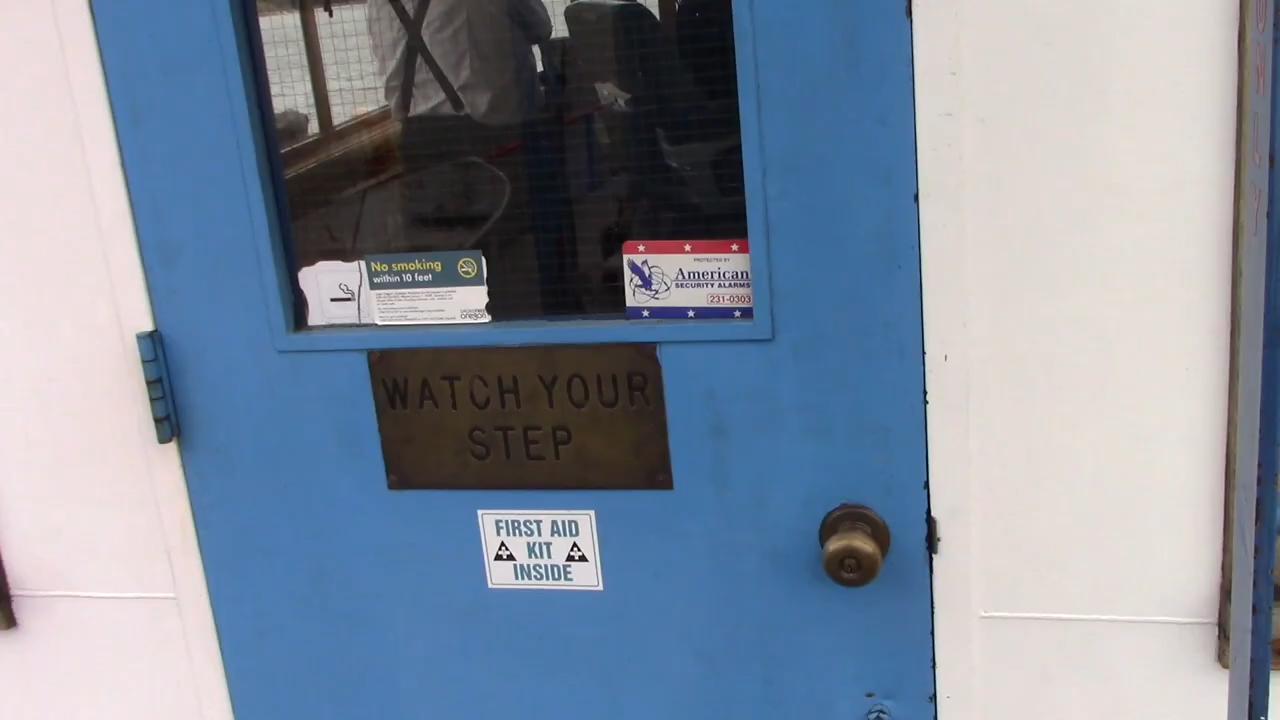 No smoking
within 10 feet
SMOKEFREE
oregon
PROTECTED BY
American
SECURITY ALARMS
231-0303
WATCH YOUR
STEP
FIRST AID
KIT
INSIDE